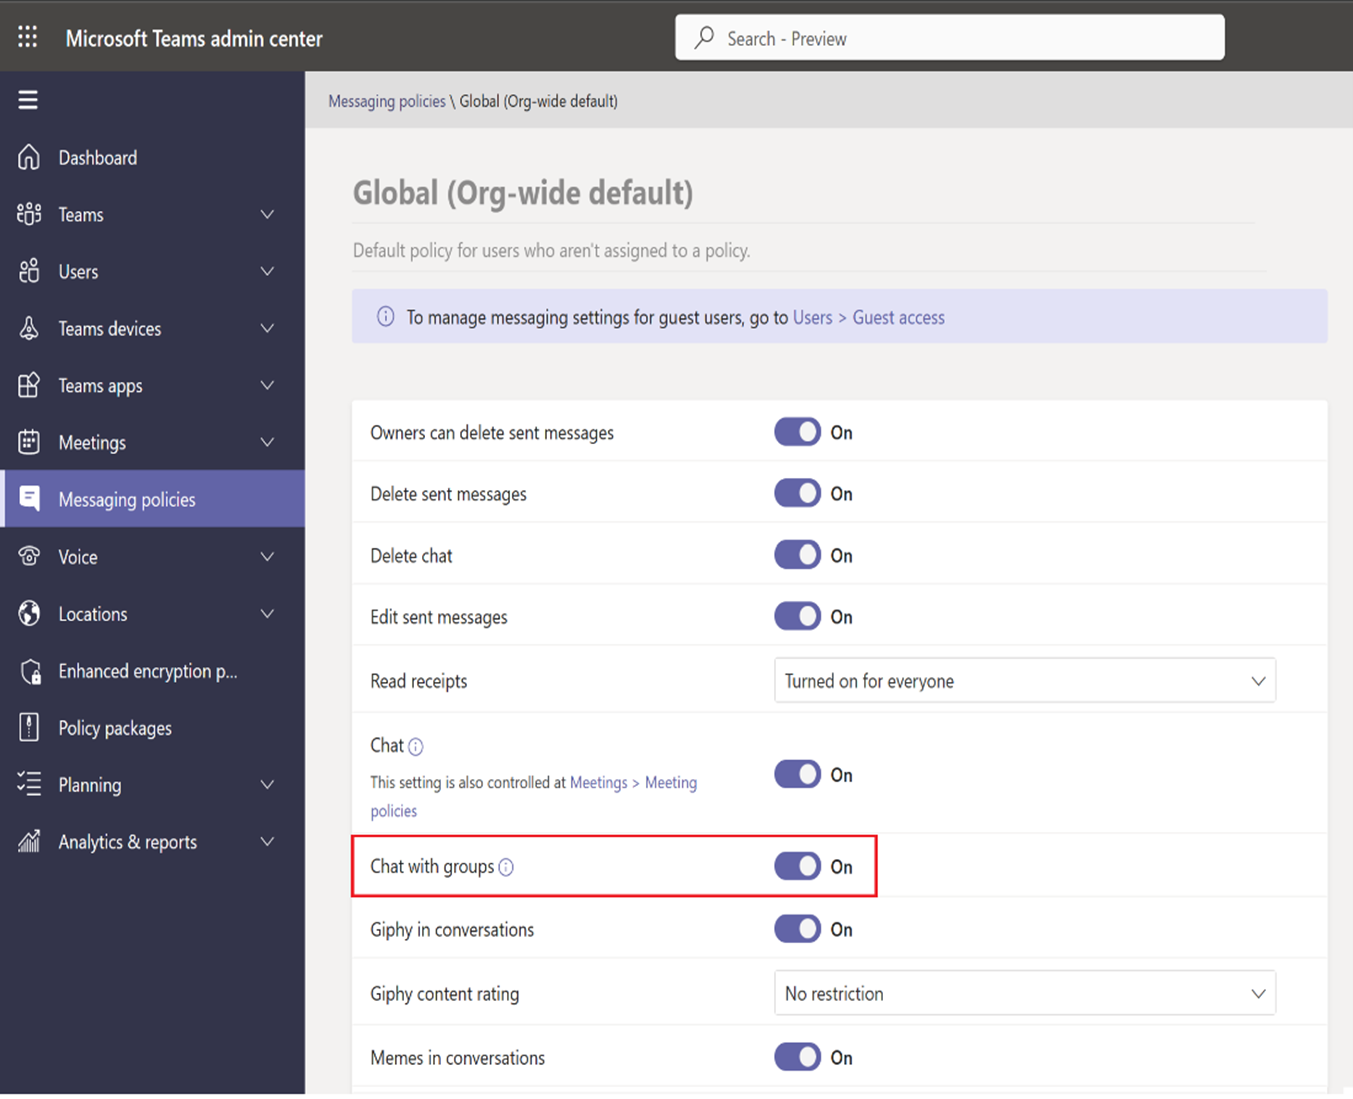 Microsoft Teams admin center
Search - Preview
Messaging policies \ Global (Org-wide default)
Dashboard
Teams
Users
Teams devices
Teams apps
Meetings
Messaging policies
Voice
Locations
Enhanced encryption p...
Policy packages
Planning
Analytics & reports
Global (Org-wide default)
Default policy for users who aren't assigned to a policy.
To manage messaging settings for guest users, go to Users > Guest access
Owners can delete sent messages On
Delete sent messages On
Delete chat On
Edit sent messages On
Read receipts Turned on for everyone
Chat
This setting is also controlled at Meetings > Meeting
policies
On
Chat with groups On
Giphy in conversations On
Giphy content rating No restriction
Memes in conversations On